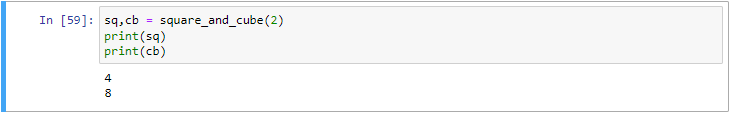 In [59]: sq,cb = square_and_cube(2)
print(sq)
print(cb)
4
8